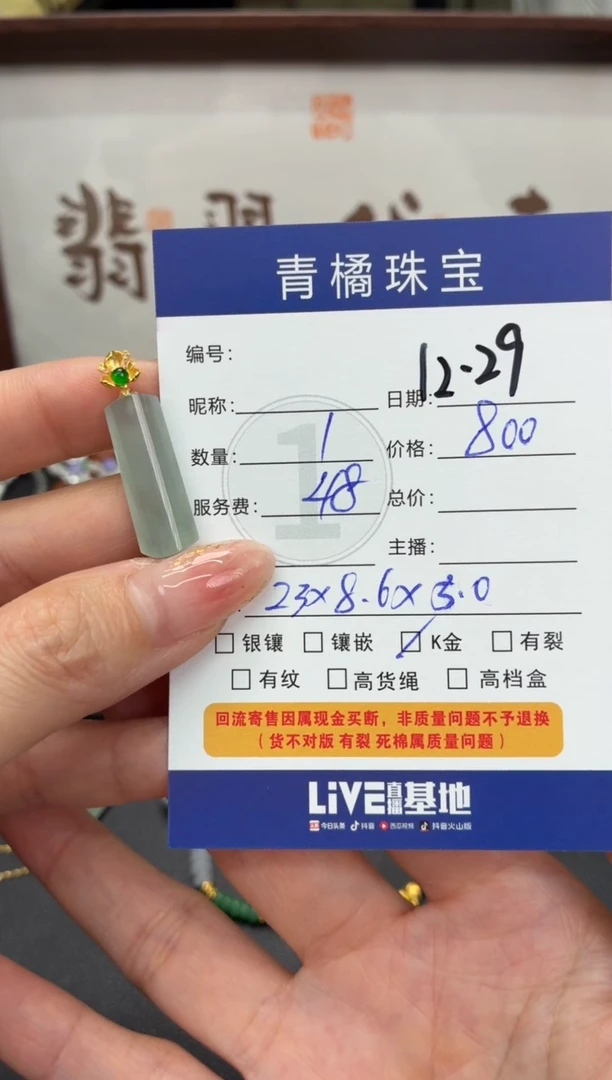 翡翠
青橘珠宝
编号:
昵称: 日期: 12.29
数量: 1 价格: 800
服务费: 48 总价:
1
主播:
23×8.6×3.0
□ 银镶 □ 镶嵌 ☑ K金 □ 有裂
□ 有纹 □ 高货绳 □ 高档盒
回流寄售因属现金买断，非质量问题不予退换
（货不对版 有裂 死棉属质量问题）
LiVE直播基地
今日头条 抖音 西瓜视频 抖音火山版